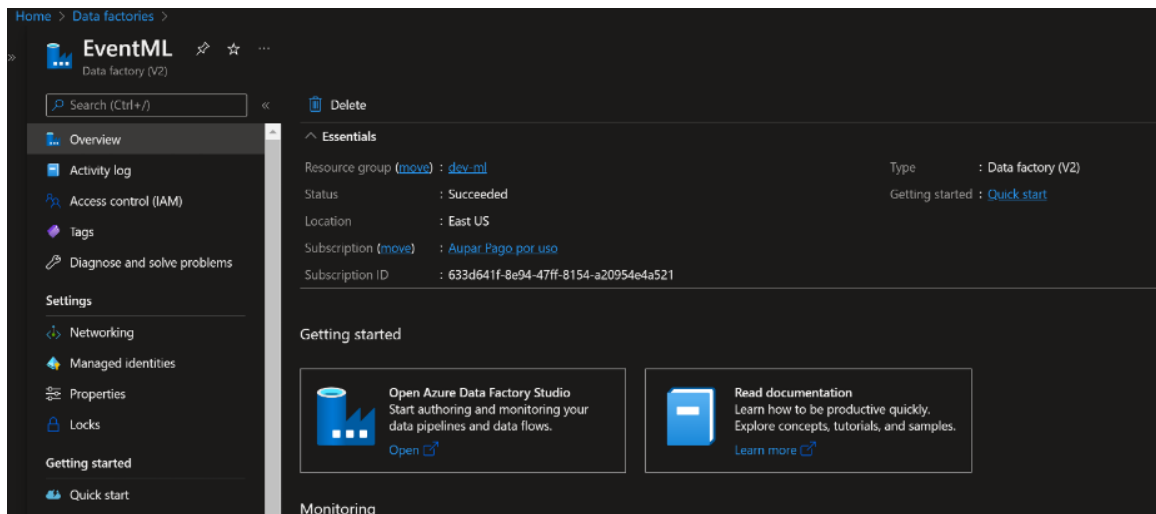 Home > Data factories >
EventML
Data factory (V2)
Search (Ctrl+/)
Overview
Activity log
Access control (IAM)
Tags
Diagnose and solve problems
Settings
Networking
Managed identities
Properties
Locks
Getting started
Quick start
Delete
Essentials
Resource group (move) : dev-ml
Status : Succeeded
Location : East US
Subscription (move) : Aupar Pago por uso
Subscription ID : 633d641f-8e94-47ff-8154-a20954e4a521
Type : Data factory (V2)
Getting started : Quick start
Getting started
Open Azure Data Factory Studio
Start authoring and monitoring your
data pipelines and data flows.
Open
Read documentation
Learn how to be productive quickly.
Explore concepts, tutorials, and samples.
Learn more
Monitoring